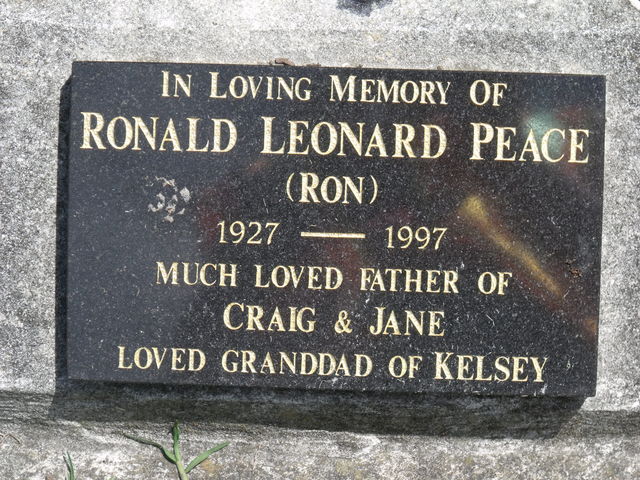 IN LOVING MEMORY OF
RONALD LEONARD PEACE
(RON)
1927 — 1997
MUCH LOVED FATHER OF
CRAIG & JANE
LOVED GRANDDAD OF KELSEY